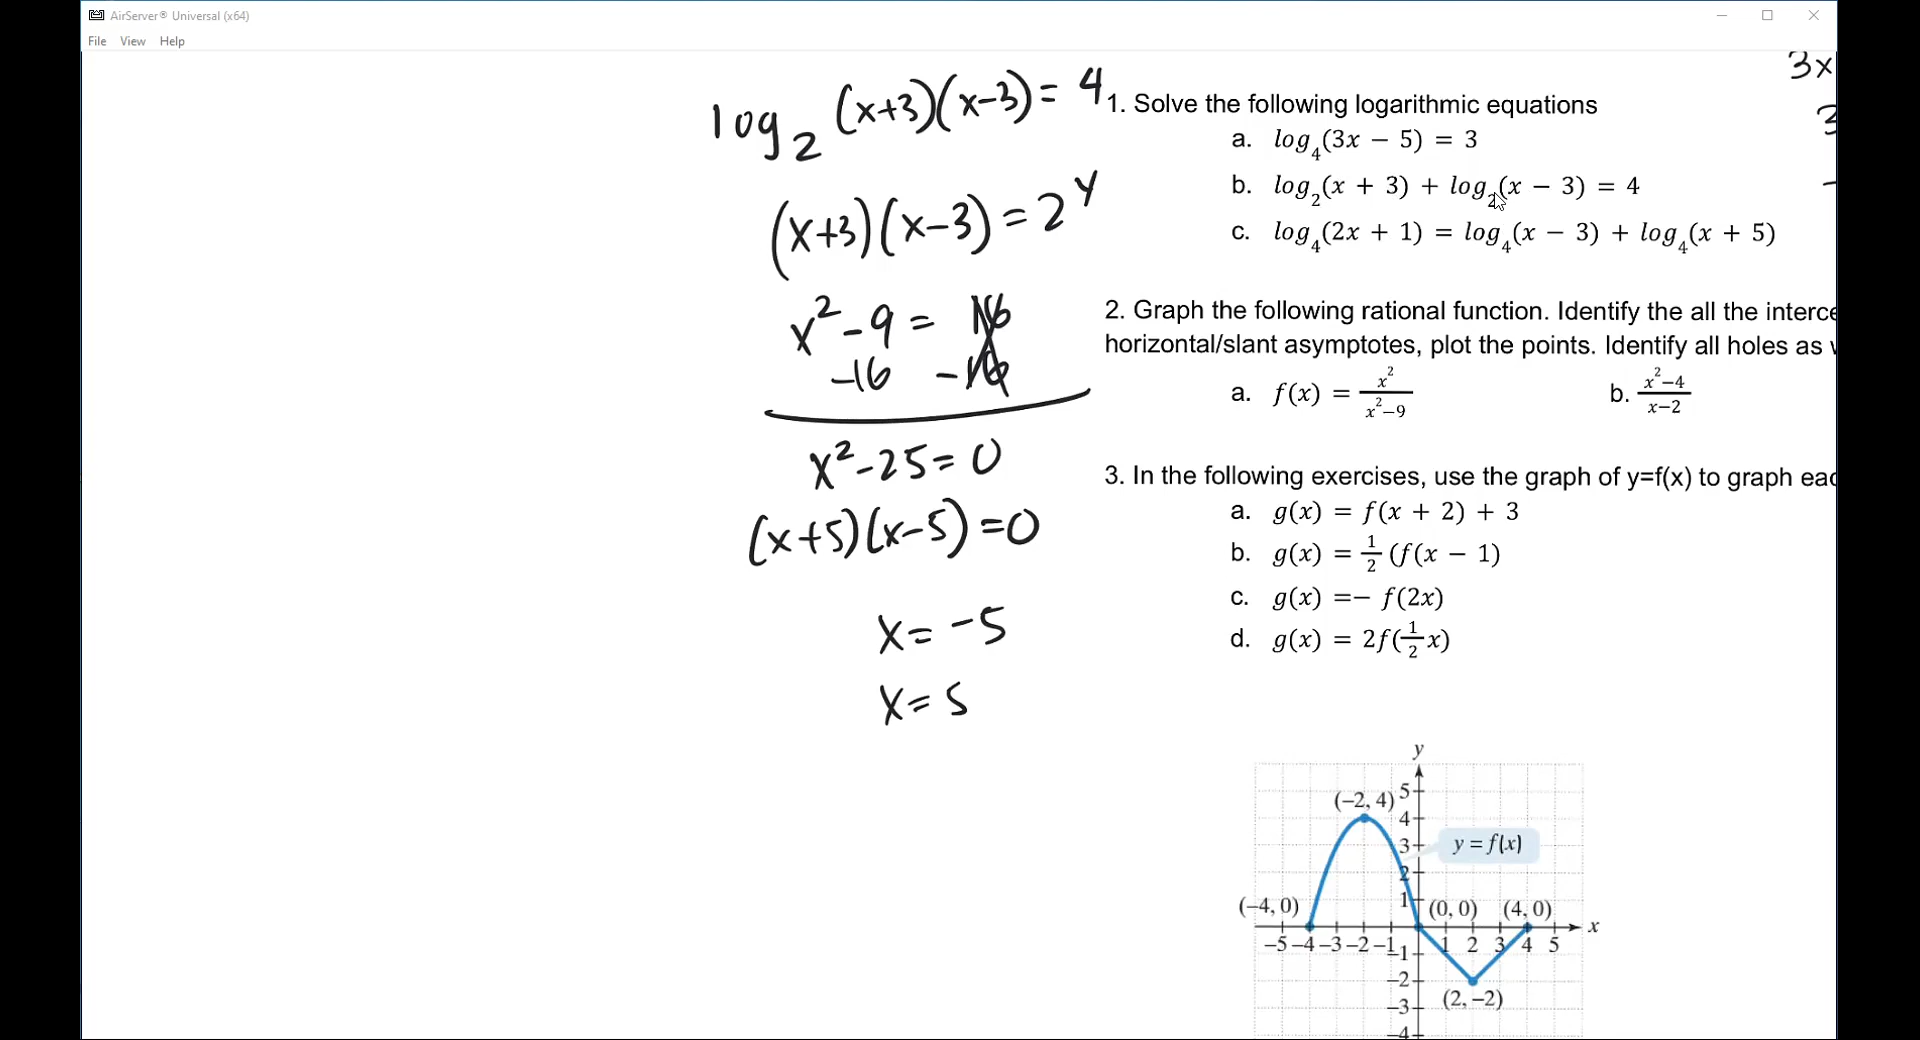 AirServer® Universal (x64)
File View Help
log₂ (x+3)(x-3) = 4
(x+3)(x-3) = 2⁴
x² - 9 = 16
-16 -16
x² - 25 = 0
(x+5)(x-5) = 0
x = -5
x = 5
3x
3
1. Solve the following logarithmic equations
a. log₄(3x − 5) = 3
b. log₂(x + 3) + log₂(x − 3) = 4
c. log₄(2x + 1) = log₄(x − 3) + log₄(x + 5)
2. Graph the following rational function. Identify the all the interce
horizontal/slant asymptotes, plot the points. Identify all holes as
a. f(x) = x²/(x²−9) b. (x²−4)/(x−2)
3. In the following exercises, use the graph of y=f(x) to graph eac
a. g(x) = f(x + 2) + 3
b. g(x) = 1/2 (f(x − 1)
c. g(x) =− f(2x)
d. g(x) = 2f(1/2 x)
y
(−2, 4) 5
4
3 y = f(x)
2
1
(−4, 0) (0, 0) (4, 0)
x
−5 −4 −3 −2 −1 1 2 3 4 5
−1
−2
−3 (2, −2)
−4